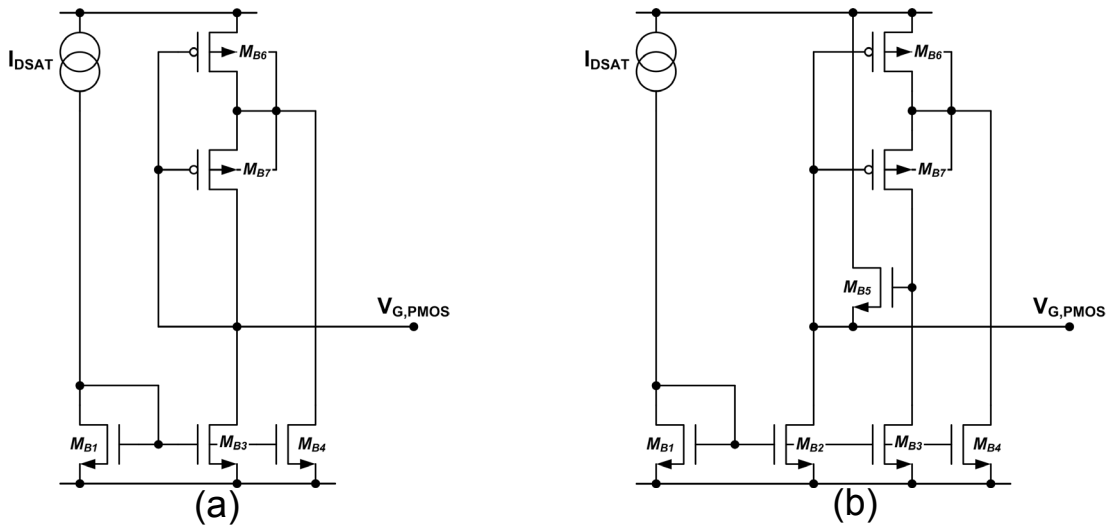 I_DSAT
M_B6
M_B7
V_G,PMOS
M_B1
M_B3
M_B4
(a)
I_DSAT
M_B6
M_B7
M_B5
V_G,PMOS
M_B1
M_B2
M_B3
M_B4
(b)